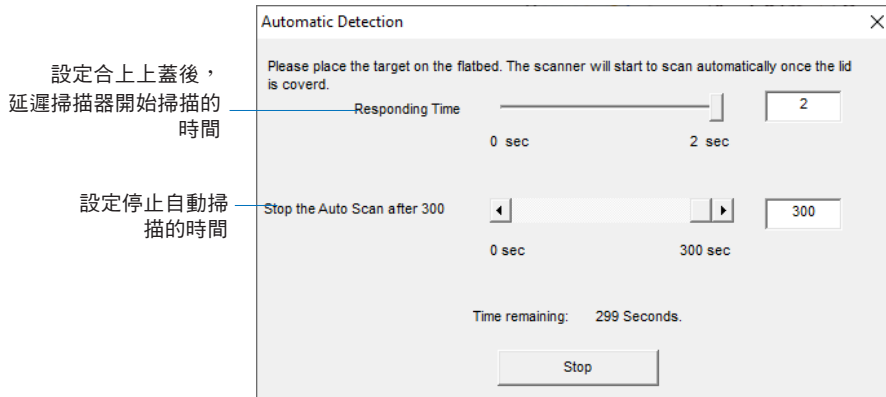 Automatic Detection
Please place the target on the flatbed. The scanner will start to scan automatically once the lid
is coverd.
設定合上上蓋後，
延遲掃描器開始掃描的
時間
Responding Time
2
0 sec
2 sec
設定停止自動掃
描的時間
Stop the Auto Scan after 300
300
0 sec
300 sec
Time remaining: 299 Seconds.
Stop